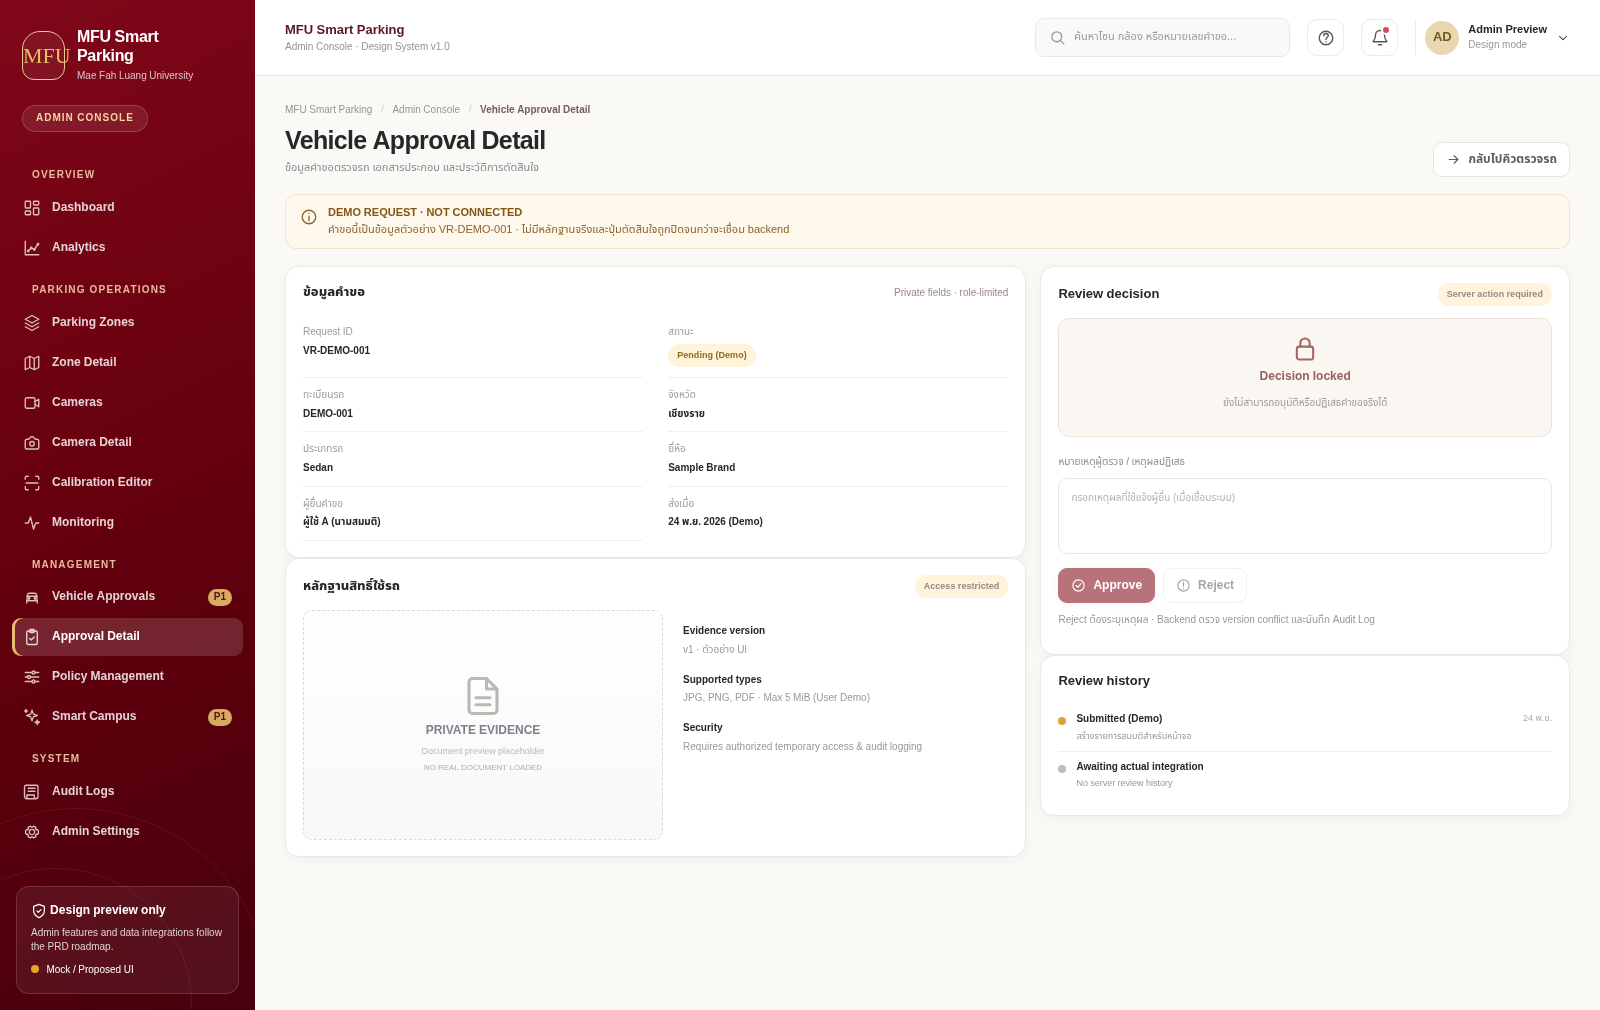 MFU
MFU Smart Parking
Mae Fah Luang University
ADMIN CONSOLE
OVERVIEW
Dashboard
Analytics
PARKING OPERATIONS
Parking Zones
Zone Detail
Cameras
Camera Detail
Calibration Editor
Monitoring
MANAGEMENT
Vehicle Approvals P1
Approval Detail
Policy Management
Smart Campus P1
SYSTEM
Audit Logs
Admin Settings
Design preview only
Admin features and data integrations follow
the PRD roadmap.
Mock / Proposed UI
MFU Smart Parking
Admin Console · Design System v1.0
ค้นหาโซน กล้อง หรือหมายเลขคำขอ...
AD
Admin Preview
Design mode
MFU Smart Parking / Admin Console / Vehicle Approval Detail
Vehicle Approval Detail
ข้อมูลคำขอตรวจรถ เอกสารประกอบ และประวัติการตัดสินใจ
กลับไปคิวตรวจรถ
DEMO REQUEST · NOT CONNECTED
คำขอนี้เป็นข้อมูลตัวอย่าง VR-DEMO-001 · ไม่มีหลักฐานจริงและปุ่มตัดสินใจถูกปิดจนกว่าจะเชื่อม backend
ข้อมูลคำขอ
Private fields · role-limited
Request ID
VR-DEMO-001
สถานะ
Pending (Demo)
ทะเบียนรถ
DEMO-001
จังหวัด
เชียงราย
ประเภทรถ
Sedan
ยี่ห้อ
Sample Brand
ผู้ยื่นคำขอ
ผู้ใช้ A (นามสมมติ)
ส่งเมื่อ
24 พ.ย. 2026 (Demo)
หลักฐานสิทธิ์ใช้รถ
Access restricted
PRIVATE EVIDENCE
Document preview placeholder
NO REAL DOCUMENT LOADED
Evidence version
v1 · ตัวอย่าง UI
Supported types
JPG, PNG, PDF · Max 5 MiB (User Demo)
Security
Requires authorized temporary access & audit logging
Review decision
Server action required
Decision locked
ยังไม่สามารถอนุมัติหรือปฏิเสธคำขอจริงได้
หมายเหตุผู้ตรวจ / เหตุผลปฏิเสธ
กรอกเหตุผลที่ใช้แจ้งผู้ยื่น (เมื่อเชื่อมระบบ)
Approve
Reject
Reject ต้องระบุเหตุผล · Backend ตรวจ version conflict และบันทึก Audit Log
Review history
Submitted (Demo) 24 พ.ย.
สร้างรายการสมมติสำหรับหน้าจอ
Awaiting actual integration
No server review history